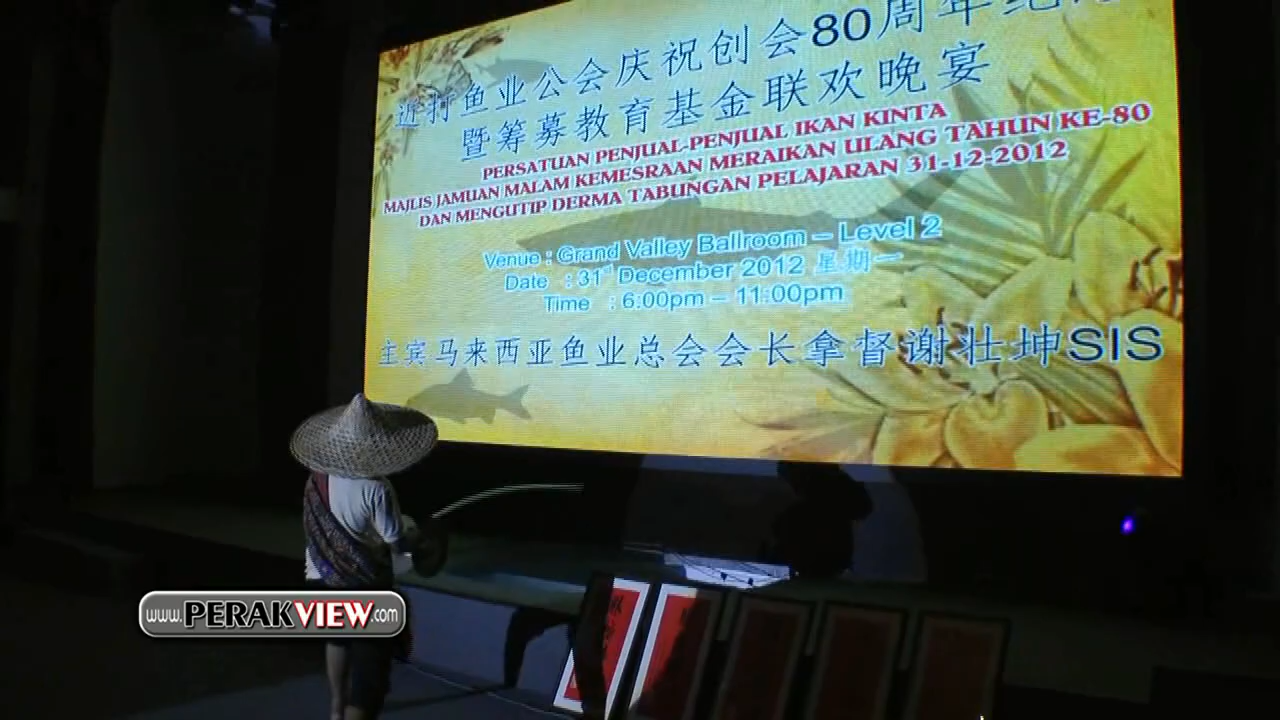 近打鱼业公会庆祝创会80周年纪
暨筹募教育基金联欢晚宴
PERSATUAN PENJUAL-PENJUAL IKAN KINTA
MAJLIS JAMUAN MALAM KEMESRAAN MERAIKAN ULANG TAHUN KE-80
DAN MENGUTIP DERMA TABUNGAN PELAJARAN 31-12-2012
Venue : Grand Valley Ballroom – Level 2
Date : 31st December 2012 星期一
Time : 6:00pm – 11:00pm
主宾马来西亚鱼业总会会长拿督谢壮坤SIS
www.PERAKVIEW.com